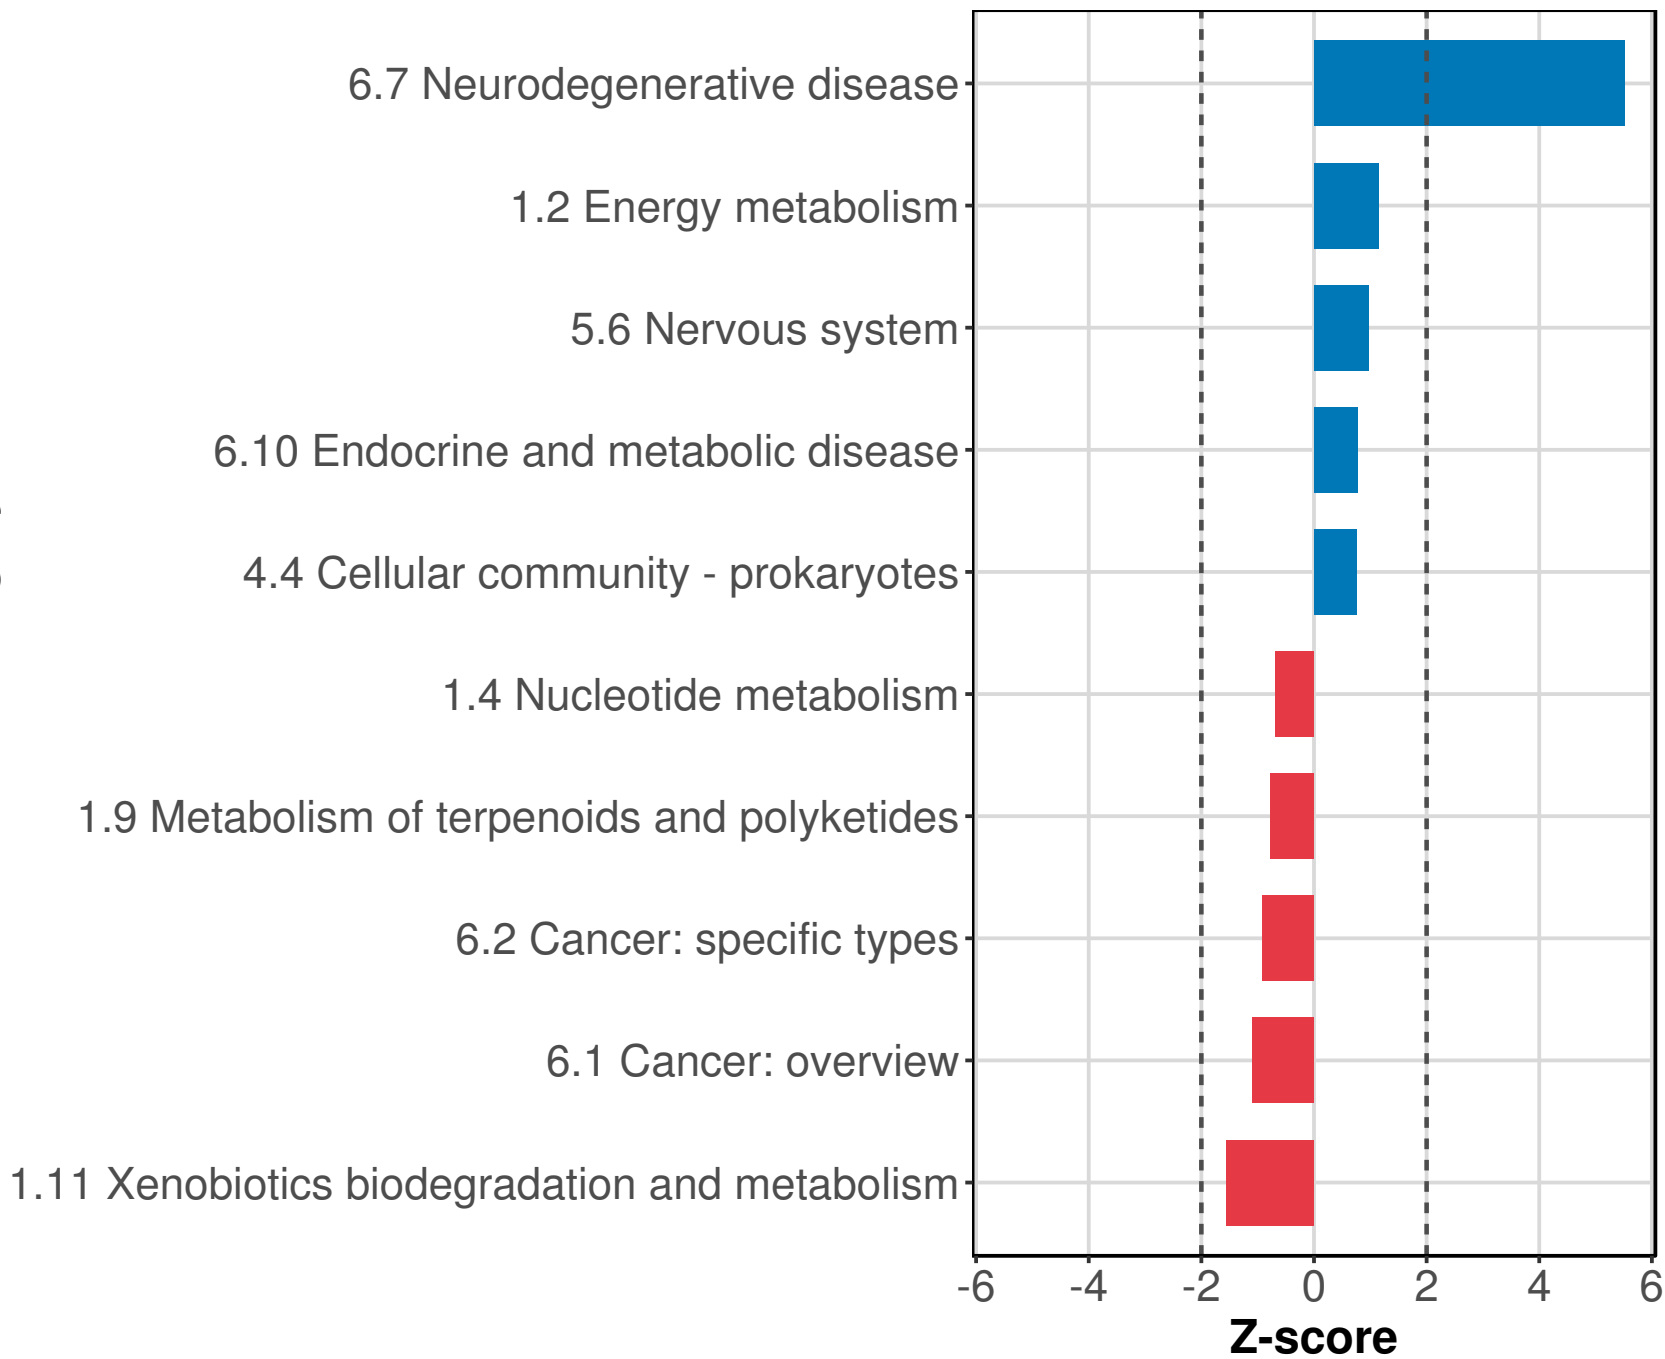 6.7 Neurodegenerative disease
1.2 Energy metabolism
5.6 Nervous system
6.10 Endocrine and metabolic disease
4.4 Cellular community - prokaryotes
1.4 Nucleotide metabolism
1.9 Metabolism of terpenoids and polyketides
6.2 Cancer: specific types
6.1 Cancer: overview
1.11 Xenobiotics biodegradation and metabolism
-6 -4 -2 0 2 4 6
Z-score